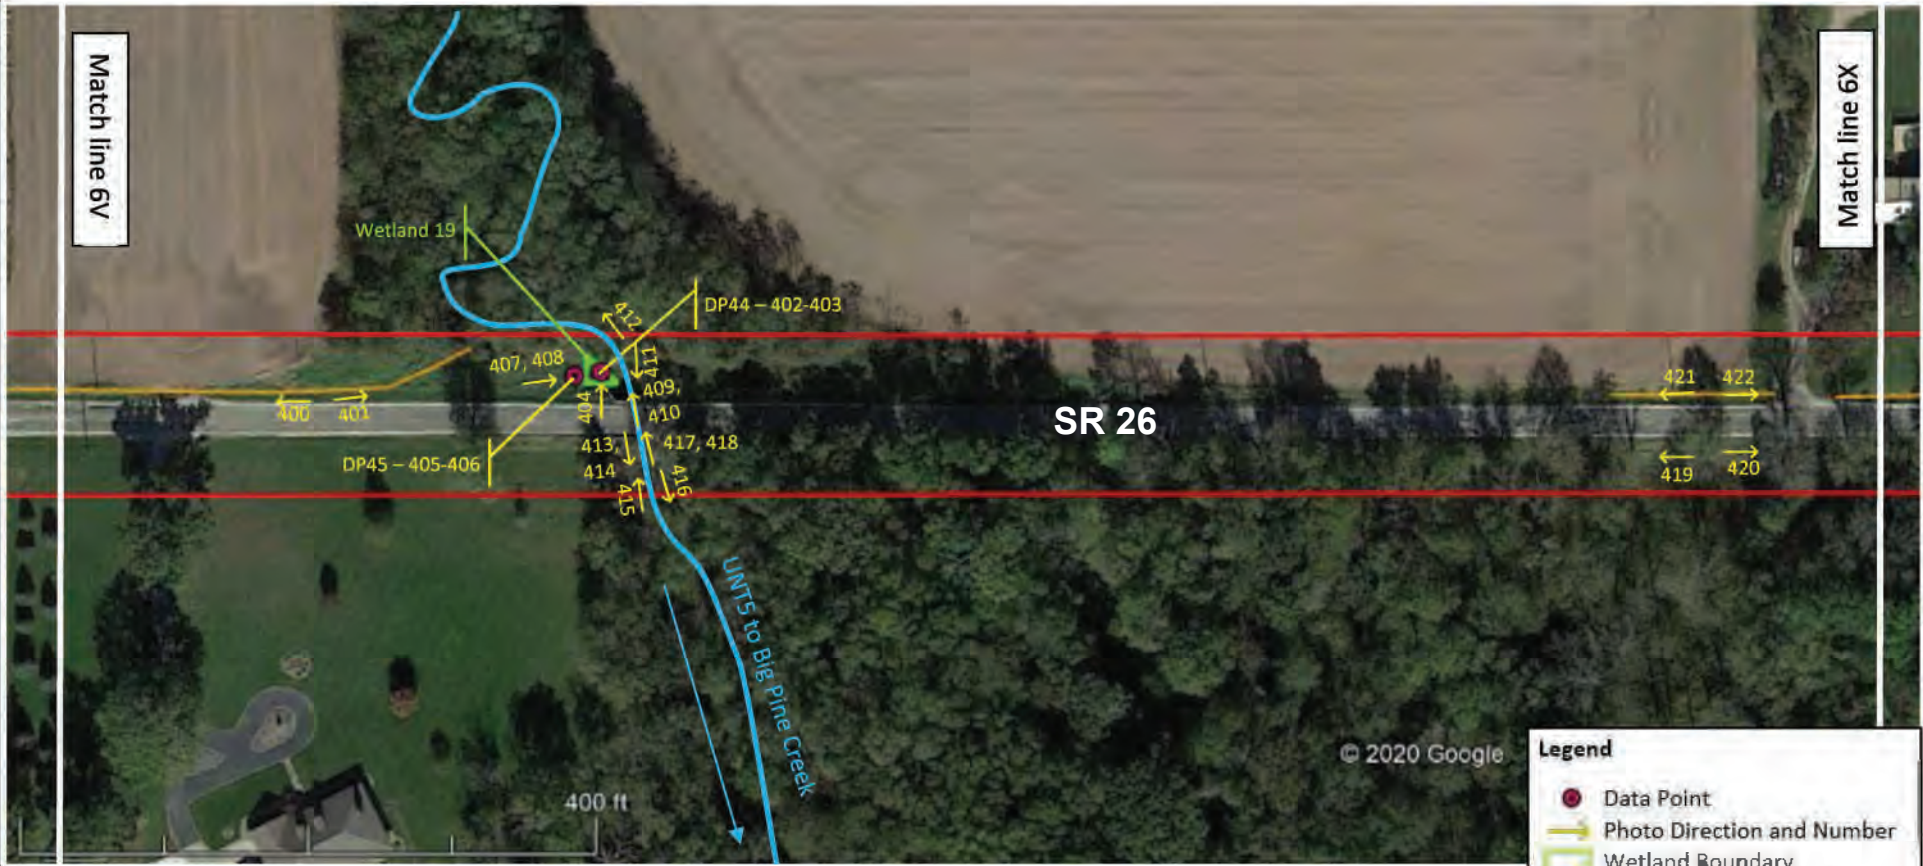 Match line 6V
Match line 6X
Wetland 19
DP44 – 402-403
412
411
407, 408
409,
410
404
400
401
SR 26
421
422
DP45 – 405-406
413,
414
417, 418
416
415
419
420
UNT5 to Big Pine Creek
© 2020 Google
400 ft
Legend
Data Point
Photo Direction and Number
Wetland Boundary